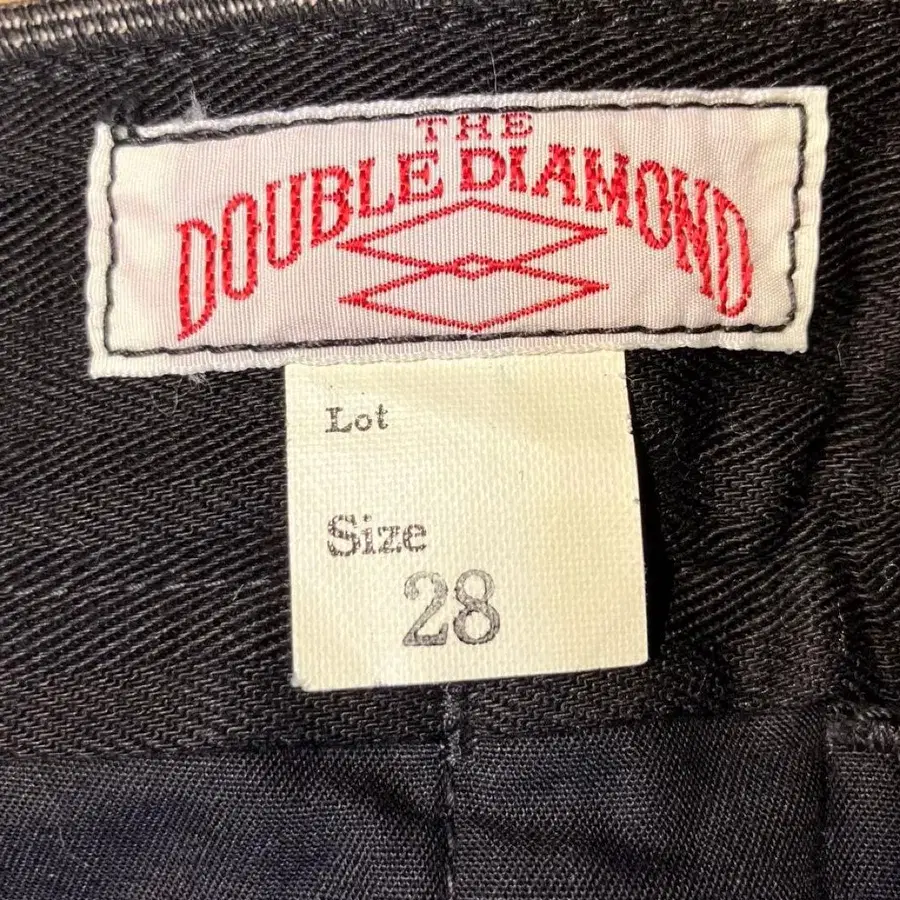 THE
DOUBLE DIAMOND
Lot
Size
28